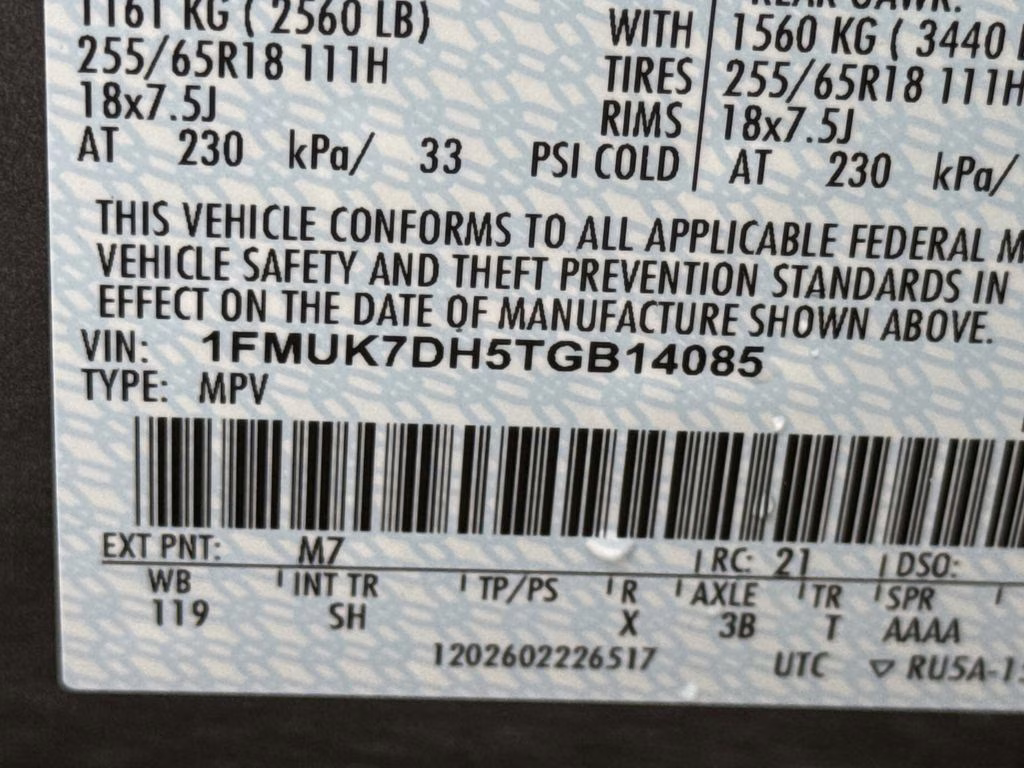 1161 KG ( 2560 LB) WITH 1560 KG ( 3440
255/65R18 111H TIRES 255/65R18 111H
18x7.5J RIMS 18x7.5J
AT 230 kPa/ 33 PSI COLD AT 230 kPa/
THIS VEHICLE CONFORMS TO ALL APPLICABLE FEDERAL M
VEHICLE SAFETY AND THEFT PREVENTION STANDARDS IN
EFFECT ON THE DATE OF MANUFACTURE SHOWN ABOVE.
VIN: 1FMUK7DH5TGB14085
TYPE: MPV
EXT PNT: M7 RC: 21 DSO:
WB INT TR TP/PS R AXLE TR SPR
119 SH X 3B T AAAA
1202602226517 UTC ▽ RU5A-15